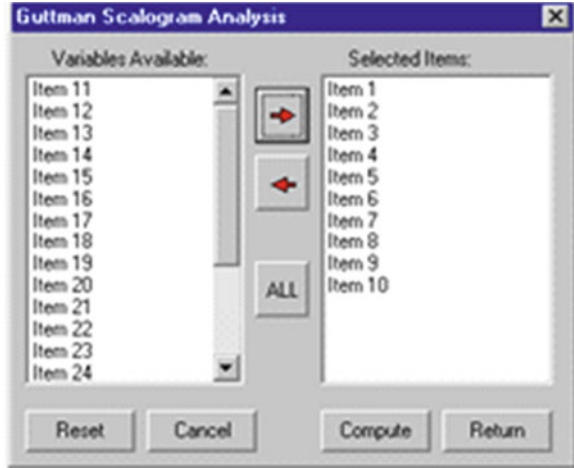 Guttman Scalogram Analysis
Variables Available:
Item 11
Item 12
Item 13
Item 14
Item 15
Item 16
Item 17
Item 18
Item 19
Item 20
Item 21
Item 22
Item 23
Item 24
ALL
Selected Items:
Item 1
Item 2
Item 3
Item 4
Item 5
Item 6
Item 7
Item 8
Item 9
Item 10
Reset
Cancel
Compute
Return